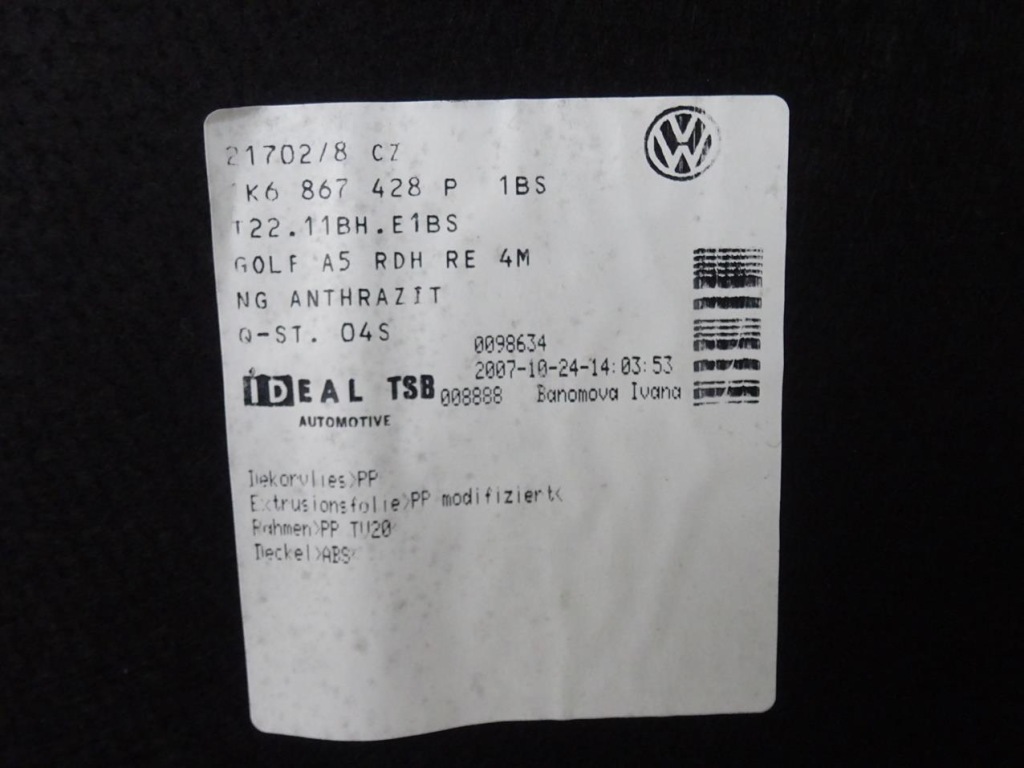 21702/8 CZ
1K6 867 428 P 1BS
T22.11BH.E1BS
GOLF A5 RDH RE 4M
NG ANTHRAZIT
Q-ST. 04S
0098634
2007-10-24-14:03:53
IDEAL TSB 008888 Banomova Ivana
AUTOMOTIVE
Dekorvlies>PP
Extrusionsfolie>PP modifiziert<
Rahmen>PP TV20<
Deckel>ABS<